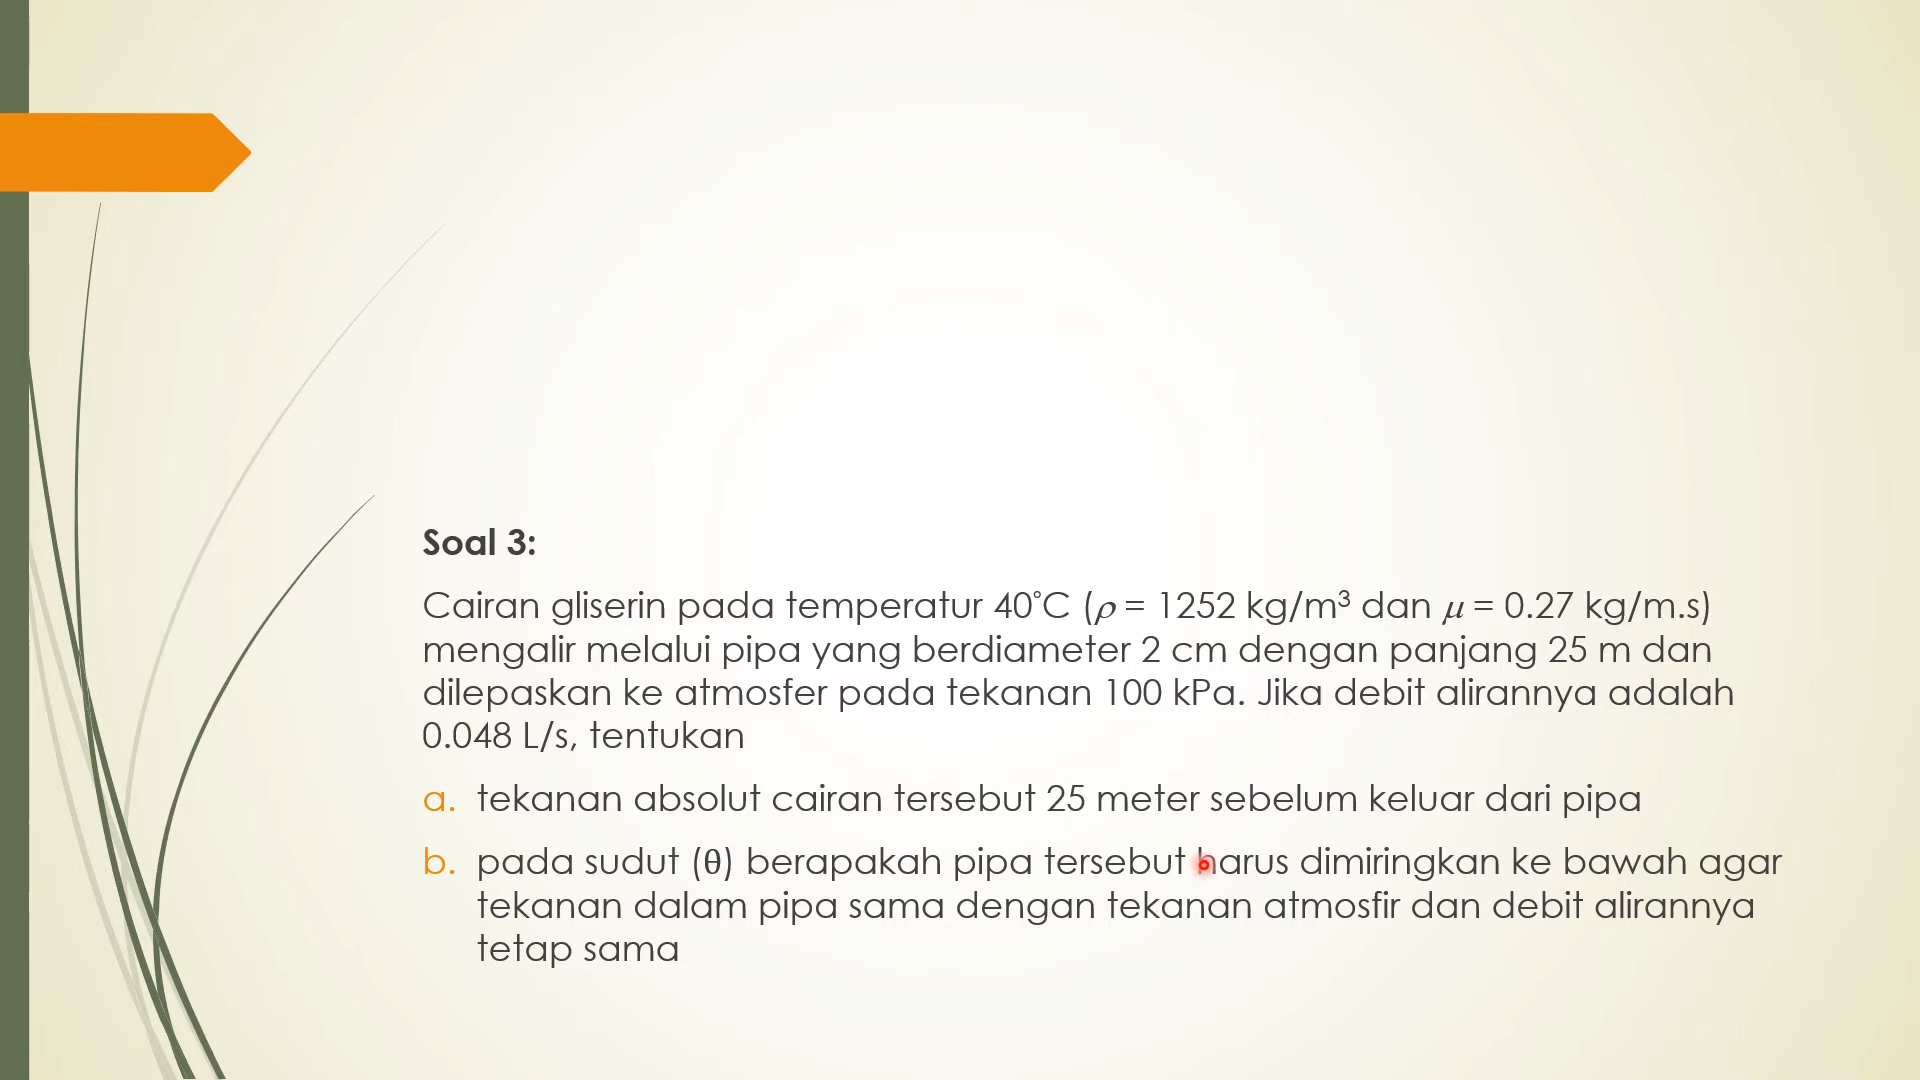 Soal 3:
Cairan gliserin pada temperatur 40°C (ρ = 1252 kg/m³ dan μ = 0.27 kg/m.s)
mengalir melalui pipa yang berdiameter 2 cm dengan panjang 25 m dan
dilepaskan ke atmosfer pada tekanan 100 kPa. Jika debit alirannya adalah
0.048 L/s, tentukan
a. tekanan absolut cairan tersebut 25 meter sebelum keluar dari pipa
b. pada sudut (θ) berapakah pipa tersebut harus dimiringkan ke bawah agar
tekanan dalam pipa sama dengan tekanan atmosfir dan debit alirannya
tetap sama